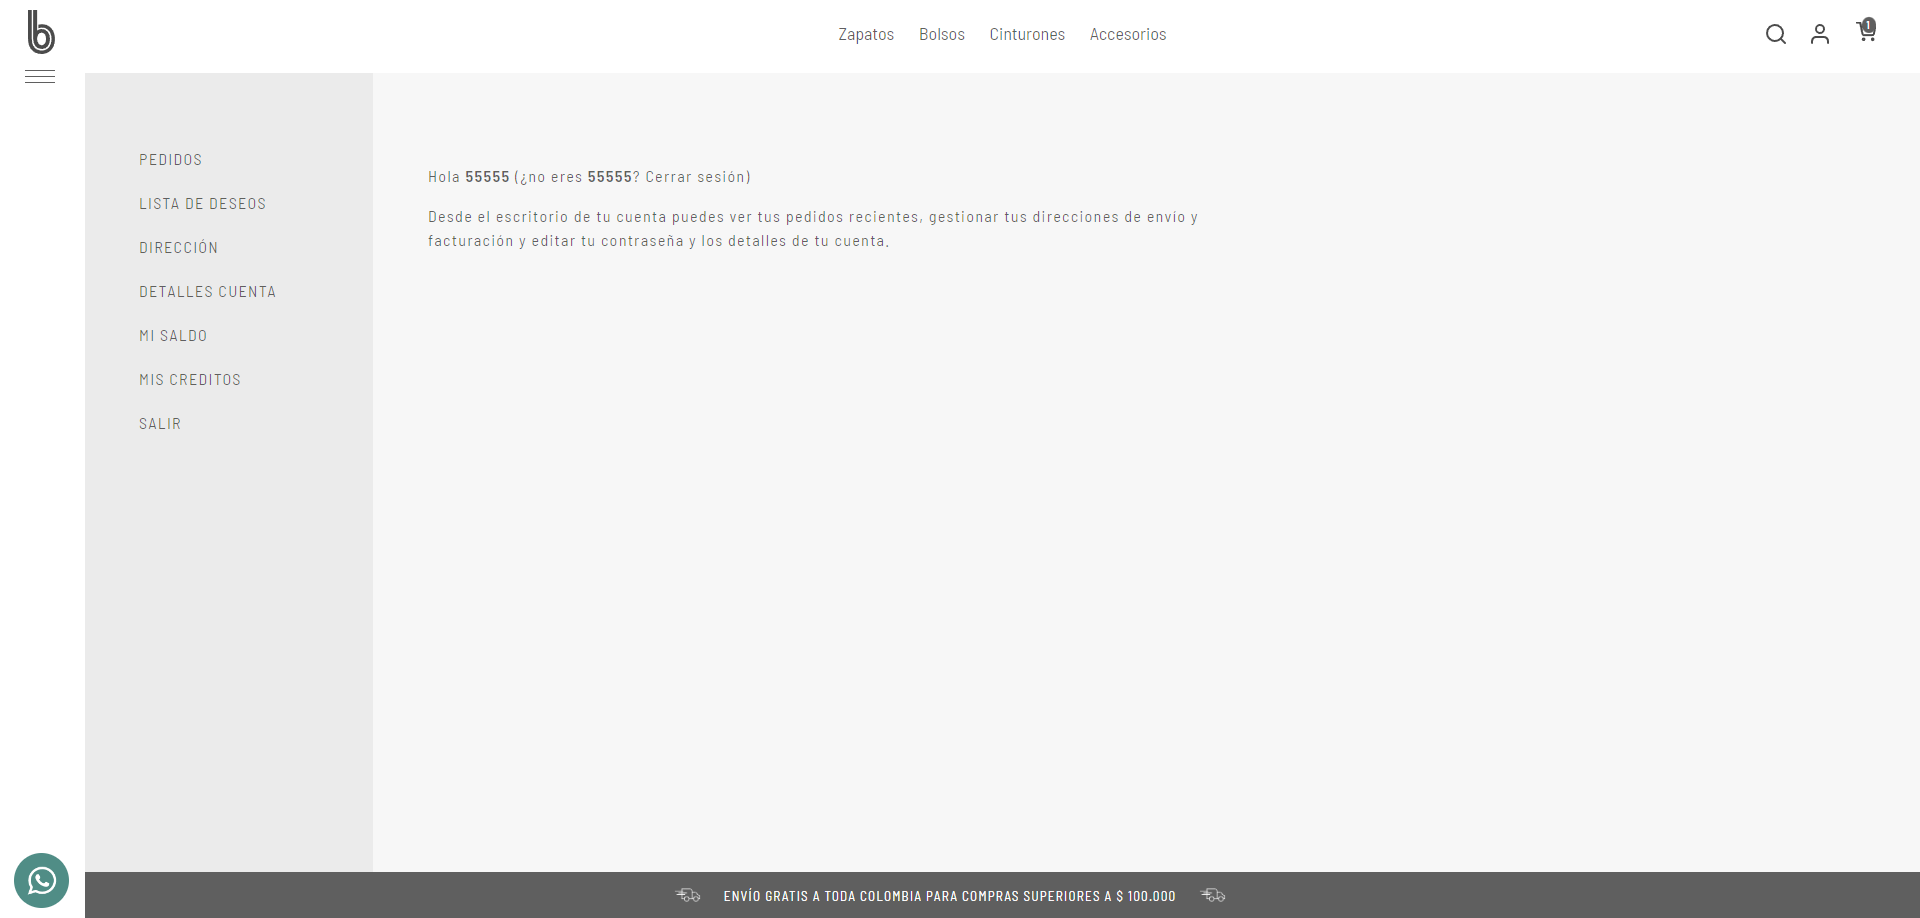 b
Zapatos Bolsos Cinturones Accesorios
1
PEDIDOS
LISTA DE DESEOS
DIRECCIÓN
DETALLES CUENTA
MI SALDO
MIS CREDITOS
SALIR
Hola 55555 (¿no eres 55555? Cerrar sesión)
Desde el escritorio de tu cuenta puedes ver tus pedidos recientes, gestionar tus direcciones de envío y
facturación y editar tu contraseña y los detalles de tu cuenta.
ENVÍO GRATIS A TODA COLOMBIA PARA COMPRAS SUPERIORES A $ 100.000